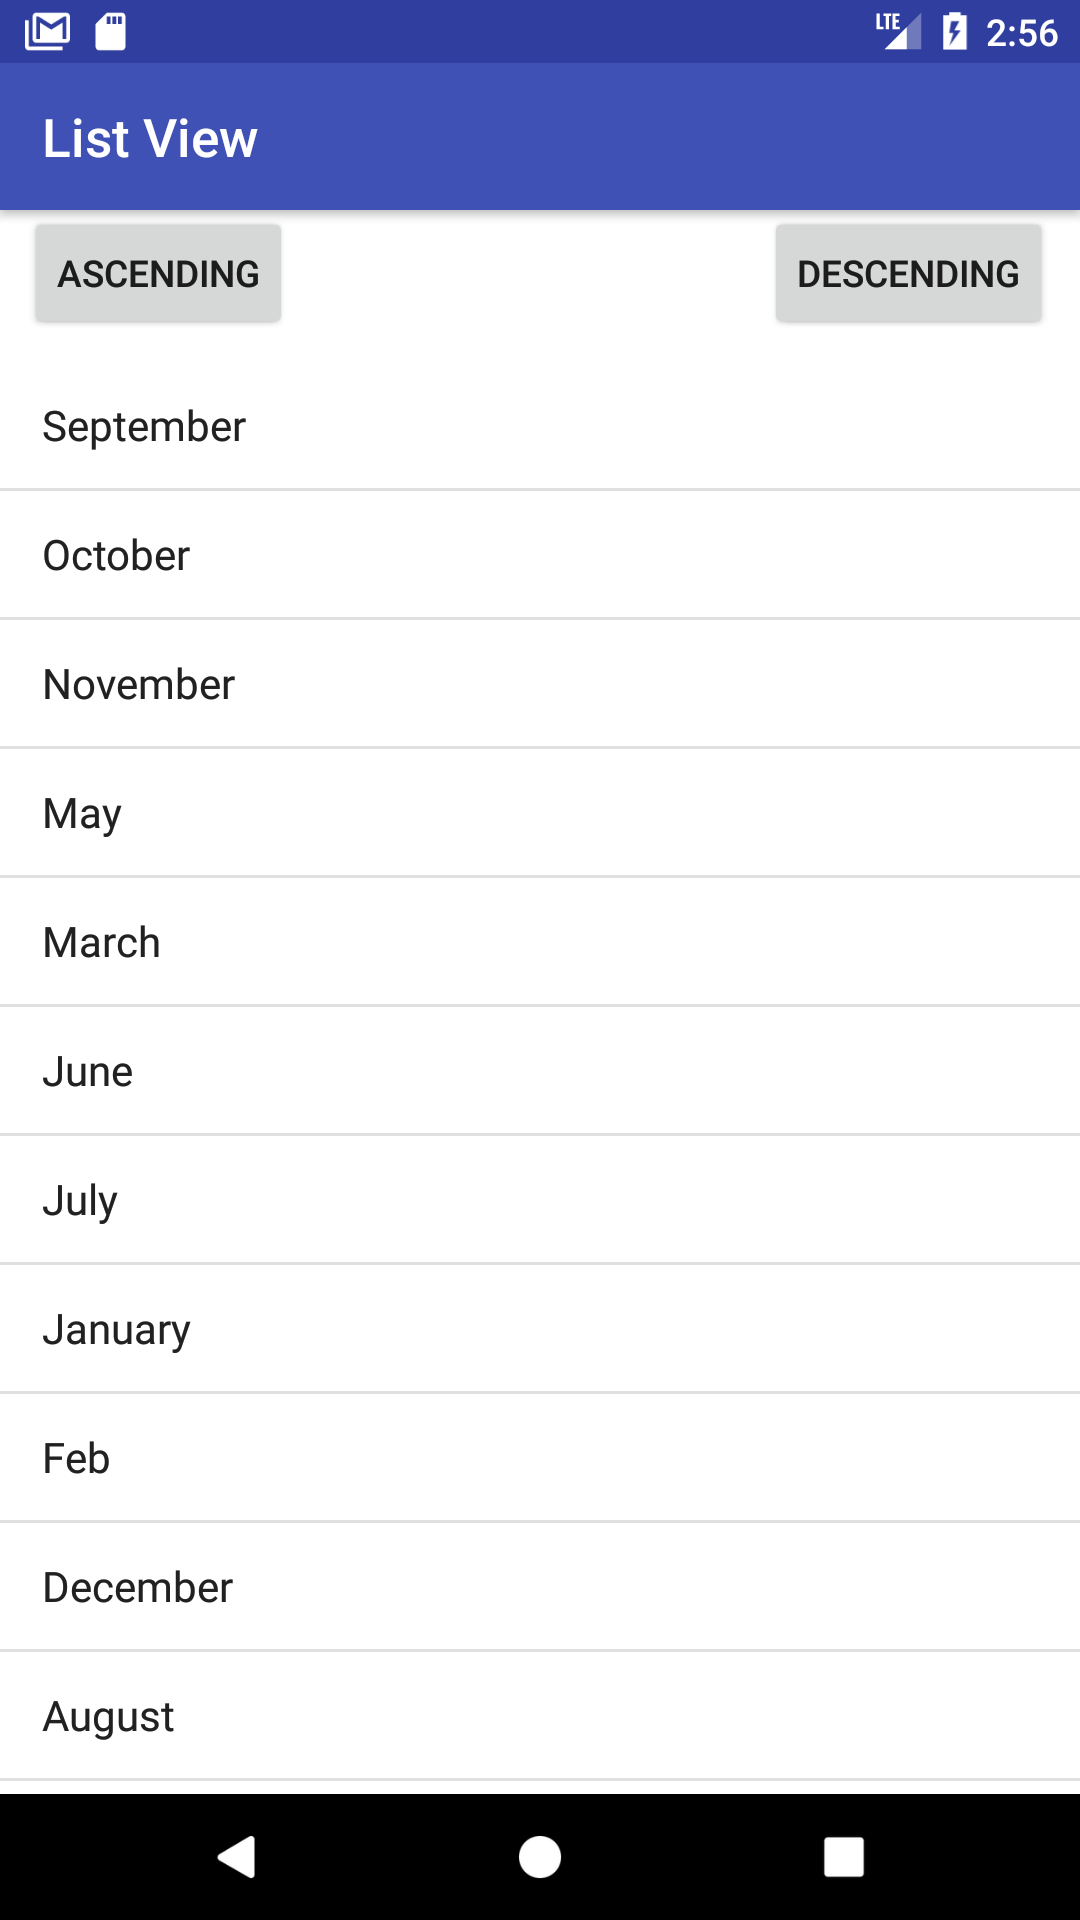 LTE 2:56
List View
ASCENDING DESCENDING
September
October
November
May
March
June
July
January
Feb
December
August